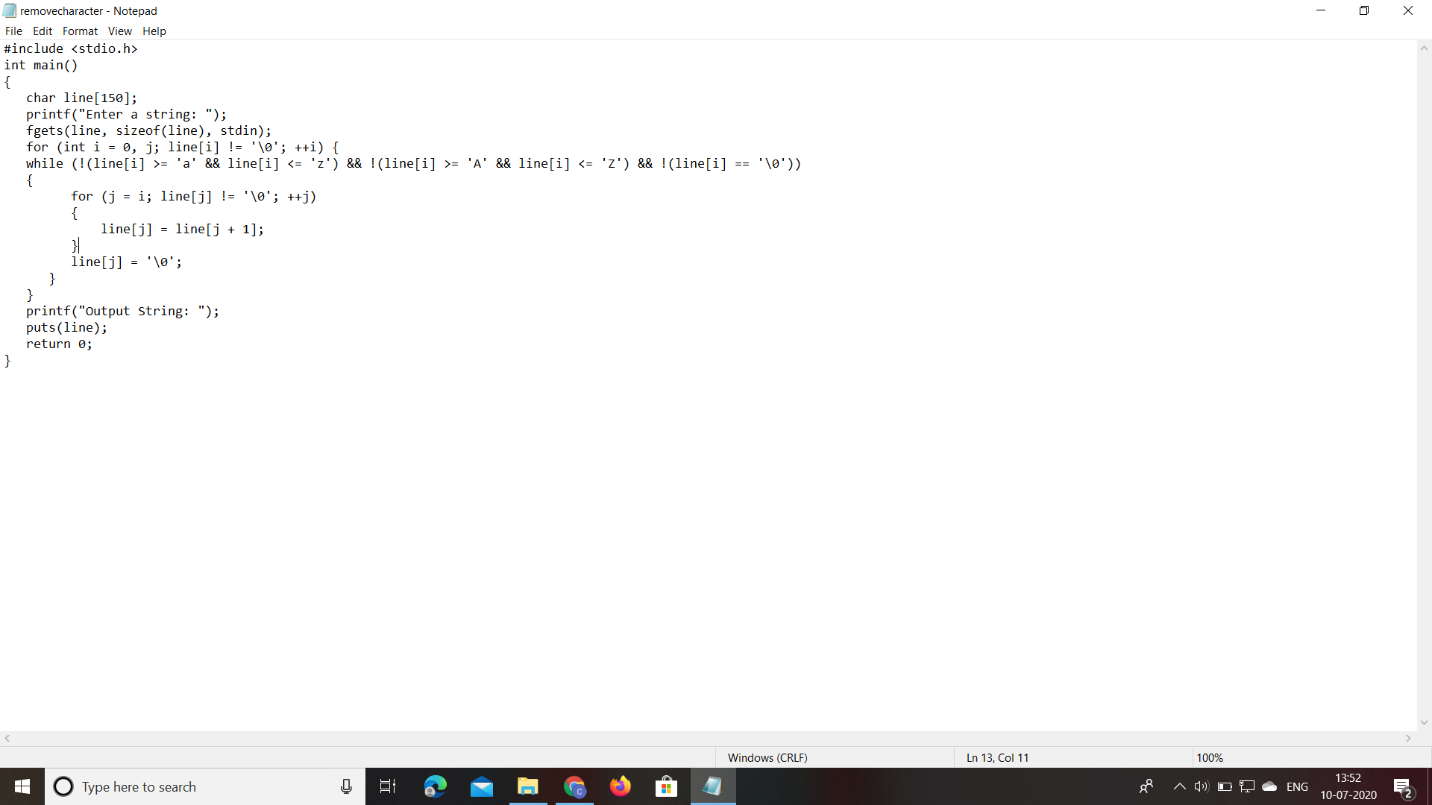 removecharacter - Notepad
File Edit Format View Help
#include <stdio.h>
int main()
{
   char line[150];
   printf("Enter a string: ");
   fgets(line, sizeof(line), stdin);
   for (int i = 0, j; line[i] != '\0'; ++i) {
   while (!(line[i] >= 'a' && line[i] <= 'z') && !(line[i] >= 'A' && line[i] <= 'Z') && !(line[i] == '\0'))
   {
         for (j = i; line[j] != '\0'; ++j)
         {
             line[j] = line[j + 1];
         }
         line[j] = '\0';
      }
   }
   printf("Output String: ");
   puts(line);
   return 0;
}
Windows (CRLF) Ln 13, Col 11 100%
Type here to search
ENG
13:52
10-07-2020
2